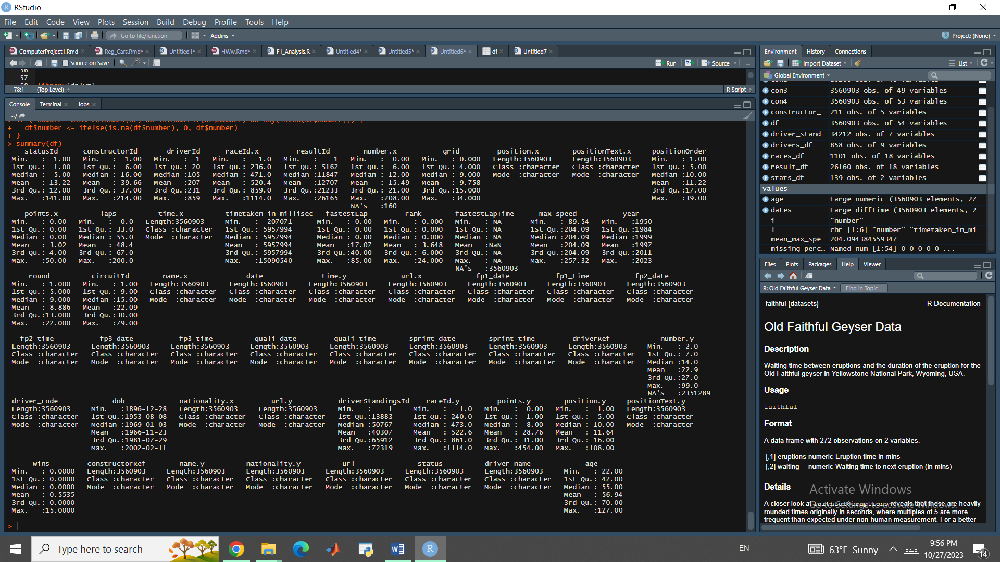 RStudio
File Edit Code View Plots Session Build Debug Profile Tools Help
Go to file/function Addins Project: (None)
ComputerProject1.Rmd Reg_Cars.Rmd* Untitled1* HWw.Rmd* F1_Analysis.R Untitled4* Untitled5* Untitled6* df Untitled7
Source on Save Run Source
56
57
78:1 (Top Level) R Script
Console Terminal Jobs
~/
+ df$number <- ifelse(is.na(df$number), 0, df$number)
+ }
> summary(df)
statusId constructorId driverId raceId.x resultId number.x grid position.x positionText.x positionOrder
Min. : 1.00 Min. : 1.00 Min. : 1 Min. : 1.0 Min. : 1 Min. : 0.00 Min. : 0.000 Length:3560903 Length:3560903 Min. : 1.00
1st Qu.: 1.00 1st Qu.: 6.00 1st Qu.: 20 1st Qu.: 236.0 1st Qu.: 5162 1st Qu.: 6.00 1st Qu.: 4.000 Class :character Class :character 1st Qu.: 5.00
Median : 5.00 Median : 16.00 Median :105 Median : 471.0 Median :11847 Median : 12.00 Median : 9.000 Mode :character Mode :character Median :10.00
Mean : 13.22 Mean : 39.66 Mean :207 Mean : 520.4 Mean :12707 Mean : 15.49 Mean : 9.758 Mean :11.22
3rd Qu.: 12.00 3rd Qu.: 37.00 3rd Qu.:231 3rd Qu.: 859.0 3rd Qu.:21233 3rd Qu.: 21.00 3rd Qu.:15.000 3rd Qu.:17.00
Max. :141.00 Max. :214.00 Max. :859 Max. :1114.0 Max. :26165 Max. :208.00 Max. :34.000 Max. :39.00
NA's :160
points.x laps time.x timetaken_in_millisec fastestLap rank fastestLapTime max_speed year
Min. : 0.00 Min. : 0.0 Length:3560903 Min. : 207071 Min. : 0.00 Min. : 0.000 Min. : NA Min. : 89.54 Min. :1950
1st Qu.: 0.00 1st Qu.: 33.0 Class :character 1st Qu.: 5957994 1st Qu.: 0.00 1st Qu.: 0.000 1st Qu.: NA 1st Qu.:204.09 1st Qu.:1984
Median : 0.00 Median : 55.0 Mode :character Median : 5957994 Median : 0.00 Median : 0.000 Median : NA Median :204.09 Median :1999
Mean : 3.02 Mean : 48.4 Mean : 5957994 Mean :17.07 Mean : 3.648 Mean :NaN Mean :204.09 Mean :1997
3rd Qu.: 4.00 3rd Qu.: 67.0 3rd Qu.: 5957994 3rd Qu.:40.00 3rd Qu.: 6.000 3rd Qu.: NA 3rd Qu.:204.09 3rd Qu.:2011
Max. :50.00 Max. :200.0 Max. :15090540 Max. :85.00 Max. :24.000 Max. : NA Max. :257.32 Max. :2023
NA's :3560903
round circuitId name.x date time.y url.x fp1_date fp1_time fp2_date
Min. : 1.000 Min. : 1.00 Length:3560903 Length:3560903 Length:3560903 Length:3560903 Length:3560903 Length:3560903 Length:3560903
1st Qu.: 5.000 1st Qu.: 9.00 Class :character Class :character Class :character Class :character Class :character Class :character Class :character
Median : 9.000 Median :15.00 Mode :character Mode :character Mode :character Mode :character Mode :character Mode :character Mode :character
Mean : 8.886 Mean :22.09
3rd Qu.:13.000 3rd Qu.:30.00
Max. :22.000 Max. :79.00
fp2_time fp3_date fp3_time quali_date quali_time sprint_date sprint_time driverRef number.y
Length:3560903 Length:3560903 Length:3560903 Length:3560903 Length:3560903 Length:3560903 Length:3560903 Length:3560903 Min. : 2.0
Class :character Class :character Class :character Class :character Class :character Class :character Class :character Class :character 1st Qu.: 7.0
Mode :character Mode :character Mode :character Mode :character Mode :character Mode :character Mode :character Mode :character Median :14.0
Mean :22.9
3rd Qu.:27.0
Max. :99.0
NA's :2351289
driver_code dob nationality.x url.y driverStandingsId raceId.y points.y position.y positionText.y
Length:3560903 Min. :1896-12-28 Length:3560903 Length:3560903 Min. : 1 Min. : 1.0 Min. : 0.00 Min. : 1.00 Length:3560903
Class :character 1st Qu.:1953-08-08 Class :character Class :character 1st Qu.:13883 1st Qu.: 240.0 1st Qu.: 1.00 1st Qu.: 5.00 Class :character
Mode :character Median :1969-01-03 Mode :character Mode :character Median :50767 Median : 473.0 Median : 8.00 Median : 10.00 Mode :character
Mean :1966-11-23 Mean :40307 Mean : 522.6 Mean : 28.76 Mean : 11.64
3rd Qu.:1981-07-29 3rd Qu.:65912 3rd Qu.: 861.0 3rd Qu.: 31.00 3rd Qu.: 16.00
Max. :2002-02-11 Max. :72319 Max. :1114.0 Max. :454.00 Max. :108.00
wins constructorRef name.y nationality.y url status driver_name age
Min. : 0.0000 Length:3560903 Length:3560903 Length:3560903 Length:3560903 Length:3560903 Length:3560903 Min. : 22.00
1st Qu.: 0.0000 Class :character Class :character Class :character Class :character Class :character Class :character 1st Qu.: 42.00
Median : 0.0000 Mode :character Mode :character Mode :character Mode :character Mode :character Mode :character Median : 55.00
Mean : 0.5535 Mean : 56.94
3rd Qu.: 0.0000 3rd Qu.: 70.00
Max. :15.0000 Max. :127.00
>
Environment History Connections
Import Dataset List
Global Environment
con3 3560903 obs. of 49 variables
con4 3560903 obs. of 53 variables
constructor_… 211 obs. of 5 variables
df 3560903 obs. of 54 variables
driver_stand… 34212 obs. of 7 variables
drivers_df 858 obs. of 9 variables
races_df 1101 obs. of 18 variables
result_df 26160 obs. of 18 variables
stats_df 139 obs. of 2 variables
Values
age Large numeric (3560903 elements, 27…
dates Large difftime (3560903 elements, 2…
i "number"
l chr [1:6] "number" "timetaken_in_mi…
mean_max_spe… 204.094384559347
missing_perc… Named num [1:54] 0 0 0 0 0 ...
Files Plots Packages Help Viewer
R: Old Faithful Geyser Data Find in Topic
faithful {datasets} R Documentation
Old Faithful Geyser Data
Description
Waiting time between eruptions and the duration of the eruption for the
Old Faithful geyser in Yellowstone National Park, Wyoming, USA.
Usage
faithful
Format
A data frame with 272 observations on 2 variables.
[,1] eruptions numeric Eruption time in mins
[,2] waiting numeric Waiting time to next eruption (in mins)
Details
Activate Windows
Go to Settings to activate Windows.
A closer look at faithful$eruptions reveals that these are heavily
rounded times originally in seconds, where multiples of 5 are more
frequent than expected under non-human measurement. For a better
Type here to search EN 63°F Sunny 9:56 PM
10/27/2023 14